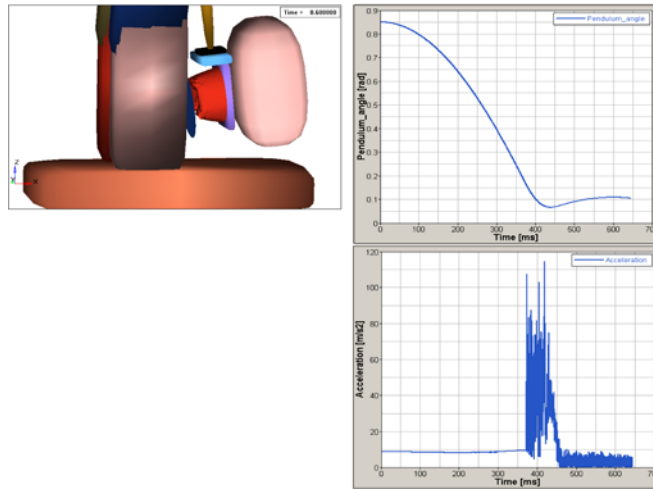 Time = 0.600000
Z
Y
X
Pendulum_angle
Pendulum_angle [rad]
0.9
0.8
0.7
0.6
0.5
0.4
0.3
0.2
0.1
0
0 100 200 300 400 500 600 700
Time [ms]
Acceleration
Acceleration [m/s2]
120
100
80
60
40
20
0
0 100 200 300 400 500 600 700
Time [ms]